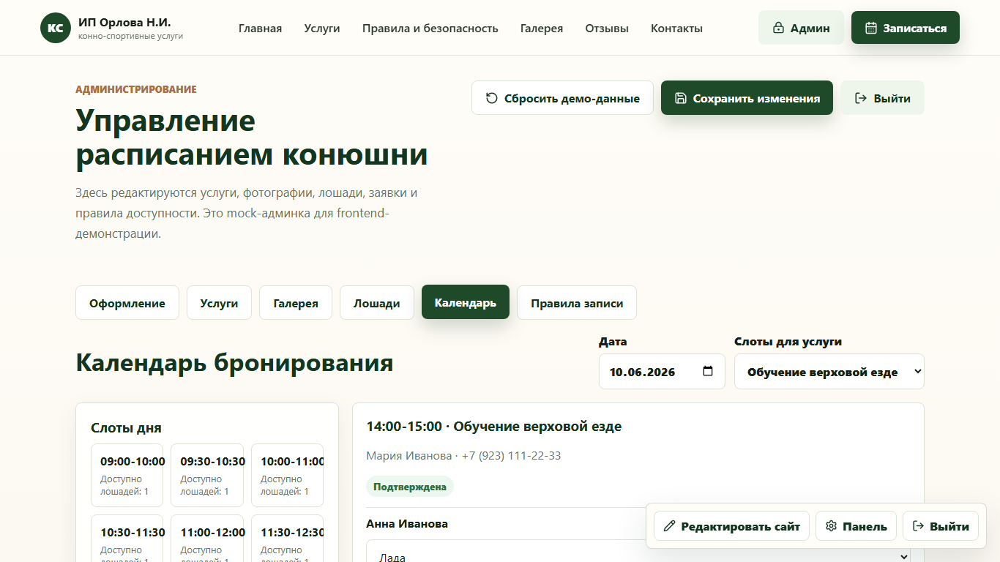 КС
ИП Орлова Н.И.
конно-спортивные услуги
Главная
Услуги
Правила и безопасность
Галерея
Отзывы
Контакты
Админ
Записаться
АДМИНИСТРИРОВАНИЕ
Управление
расписанием конюшни
Здесь редактируются услуги, фотографии, лошади, заявки и
правила доступности. Это mock-админка для frontend-
демонстрации.
Сбросить демо-данные
Сохранить изменения
Выйти
Оформление
Услуги
Галерея
Лошади
Календарь
Правила записи
Календарь бронирования
Дата
10.06.2026
Слоты для услуги
Обучение верховой езде
Слоты дня
09:00-10:00
Доступно
лошадей: 1
09:30-10:30
Доступно
лошадей: 1
10:00-11:00
Доступно
лошадей: 1
10:30-11:30
Доступно
лошадей: 1
11:00-12:00
Доступно
лошадей: 1
11:30-12:30
Доступно
лошадей: 1
14:00-15:00 · Обучение верховой езде
Мария Иванова · +7 (923) 111-22-33
Подтверждена
Анна Иванова
Лада
Редактировать сайт
Панель
Выйти